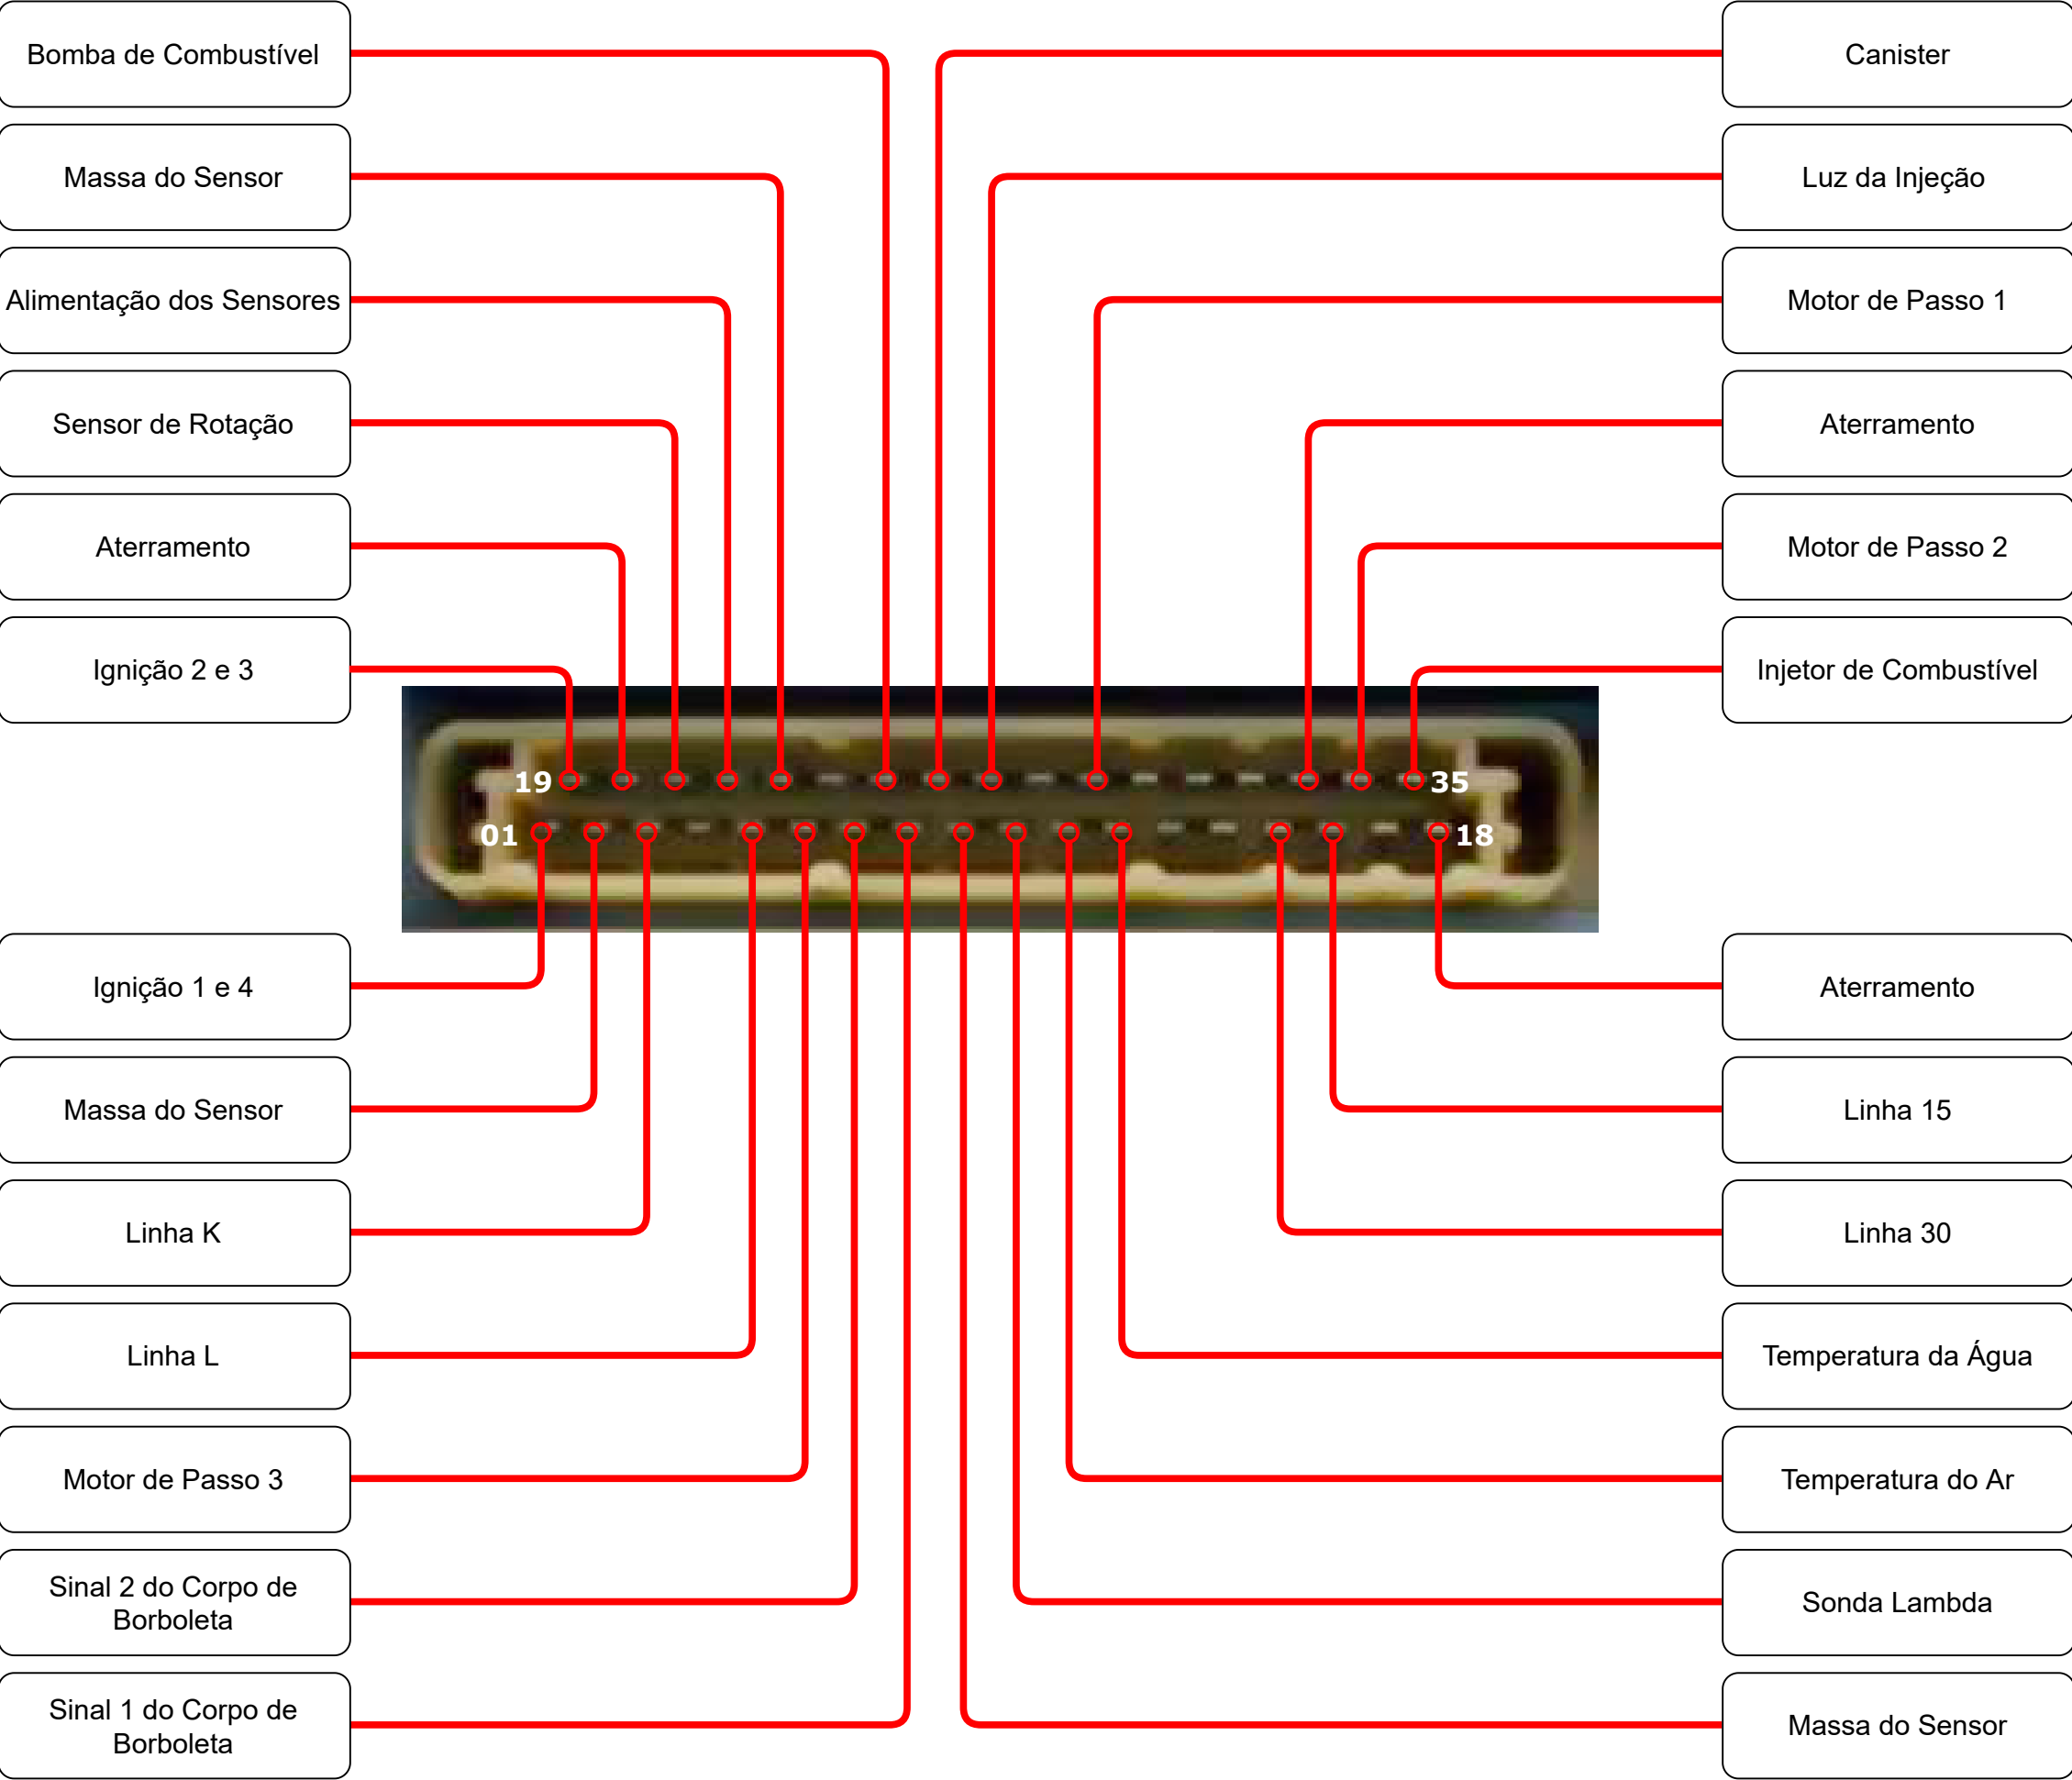 Bomba de Combustível
Canister
Massa do Sensor
Luz da Injeção
Alimentação dos Sensores
Motor de Passo 1
Sensor de Rotação
Aterramento
Aterramento
Motor de Passo 2
Ignição 2 e 3
Injetor de Combustível
19
35
01
18
Ignição 1 e 4
Aterramento
Massa do Sensor
Linha 15
Linha K
Linha 30
Linha L
Temperatura da Água
Motor de Passo 3
Temperatura do Ar
Sinal 2 do Corpo de
Borboleta
Sonda Lambda
Sinal 1 do Corpo de
Borboleta
Massa do Sensor